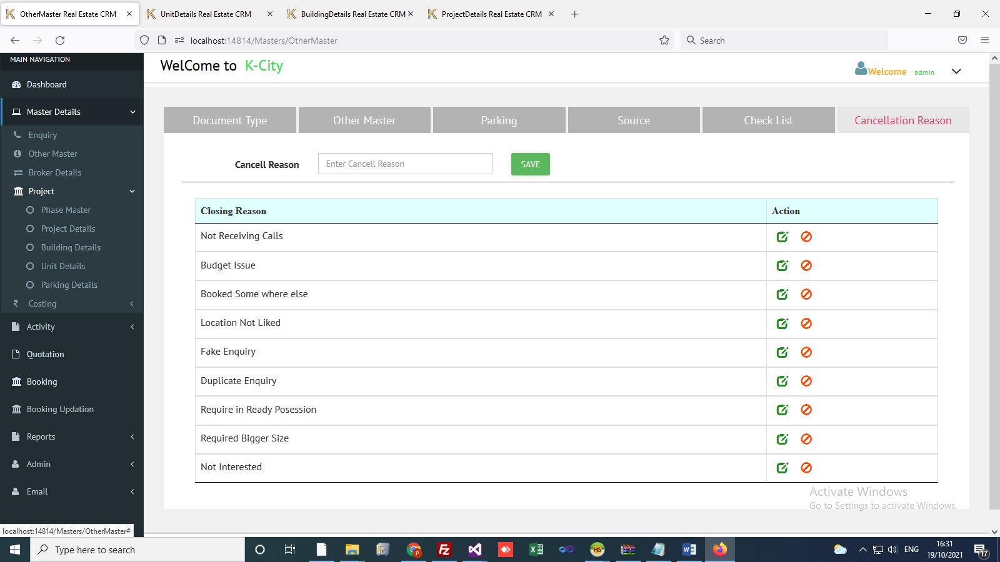 OtherMaster Real Estate CRM
UnitDetails Real Estate CRM
BuildingDetails Real Estate CRM
ProjectDetails Real Estate CRM
localhost:14814/Masters/OtherMaster
Search
MAIN NAVIGATION
WelCome to K-City
Welcome admin
Dashboard
Master Details
Enquiry
Other Master
Broker Details
Project
Phase Master
Project Details
Building Details
Unit Details
Parking Details
Costing
Activity
Quotation
Booking
Booking Updation
Reports
Admin
Email
Document Type
Other Master
Parking
Source
Check List
Cancellation Reason
Cancell Reason
Enter Cancell Reason
SAVE
Closing Reason
Action
Not Receiving Calls
Budget Issue
Booked Some where else
Location Not Liked
Fake Enquiry
Duplicate Enquiry
Require in Ready Posession
Required Bigger Size
Not Interested
Activate Windows
Go to Settings to activate Windows.
localhost:14814/Masters/OtherMaster#
Type here to search
P
HS
ENG
16:31
19/10/2021
17